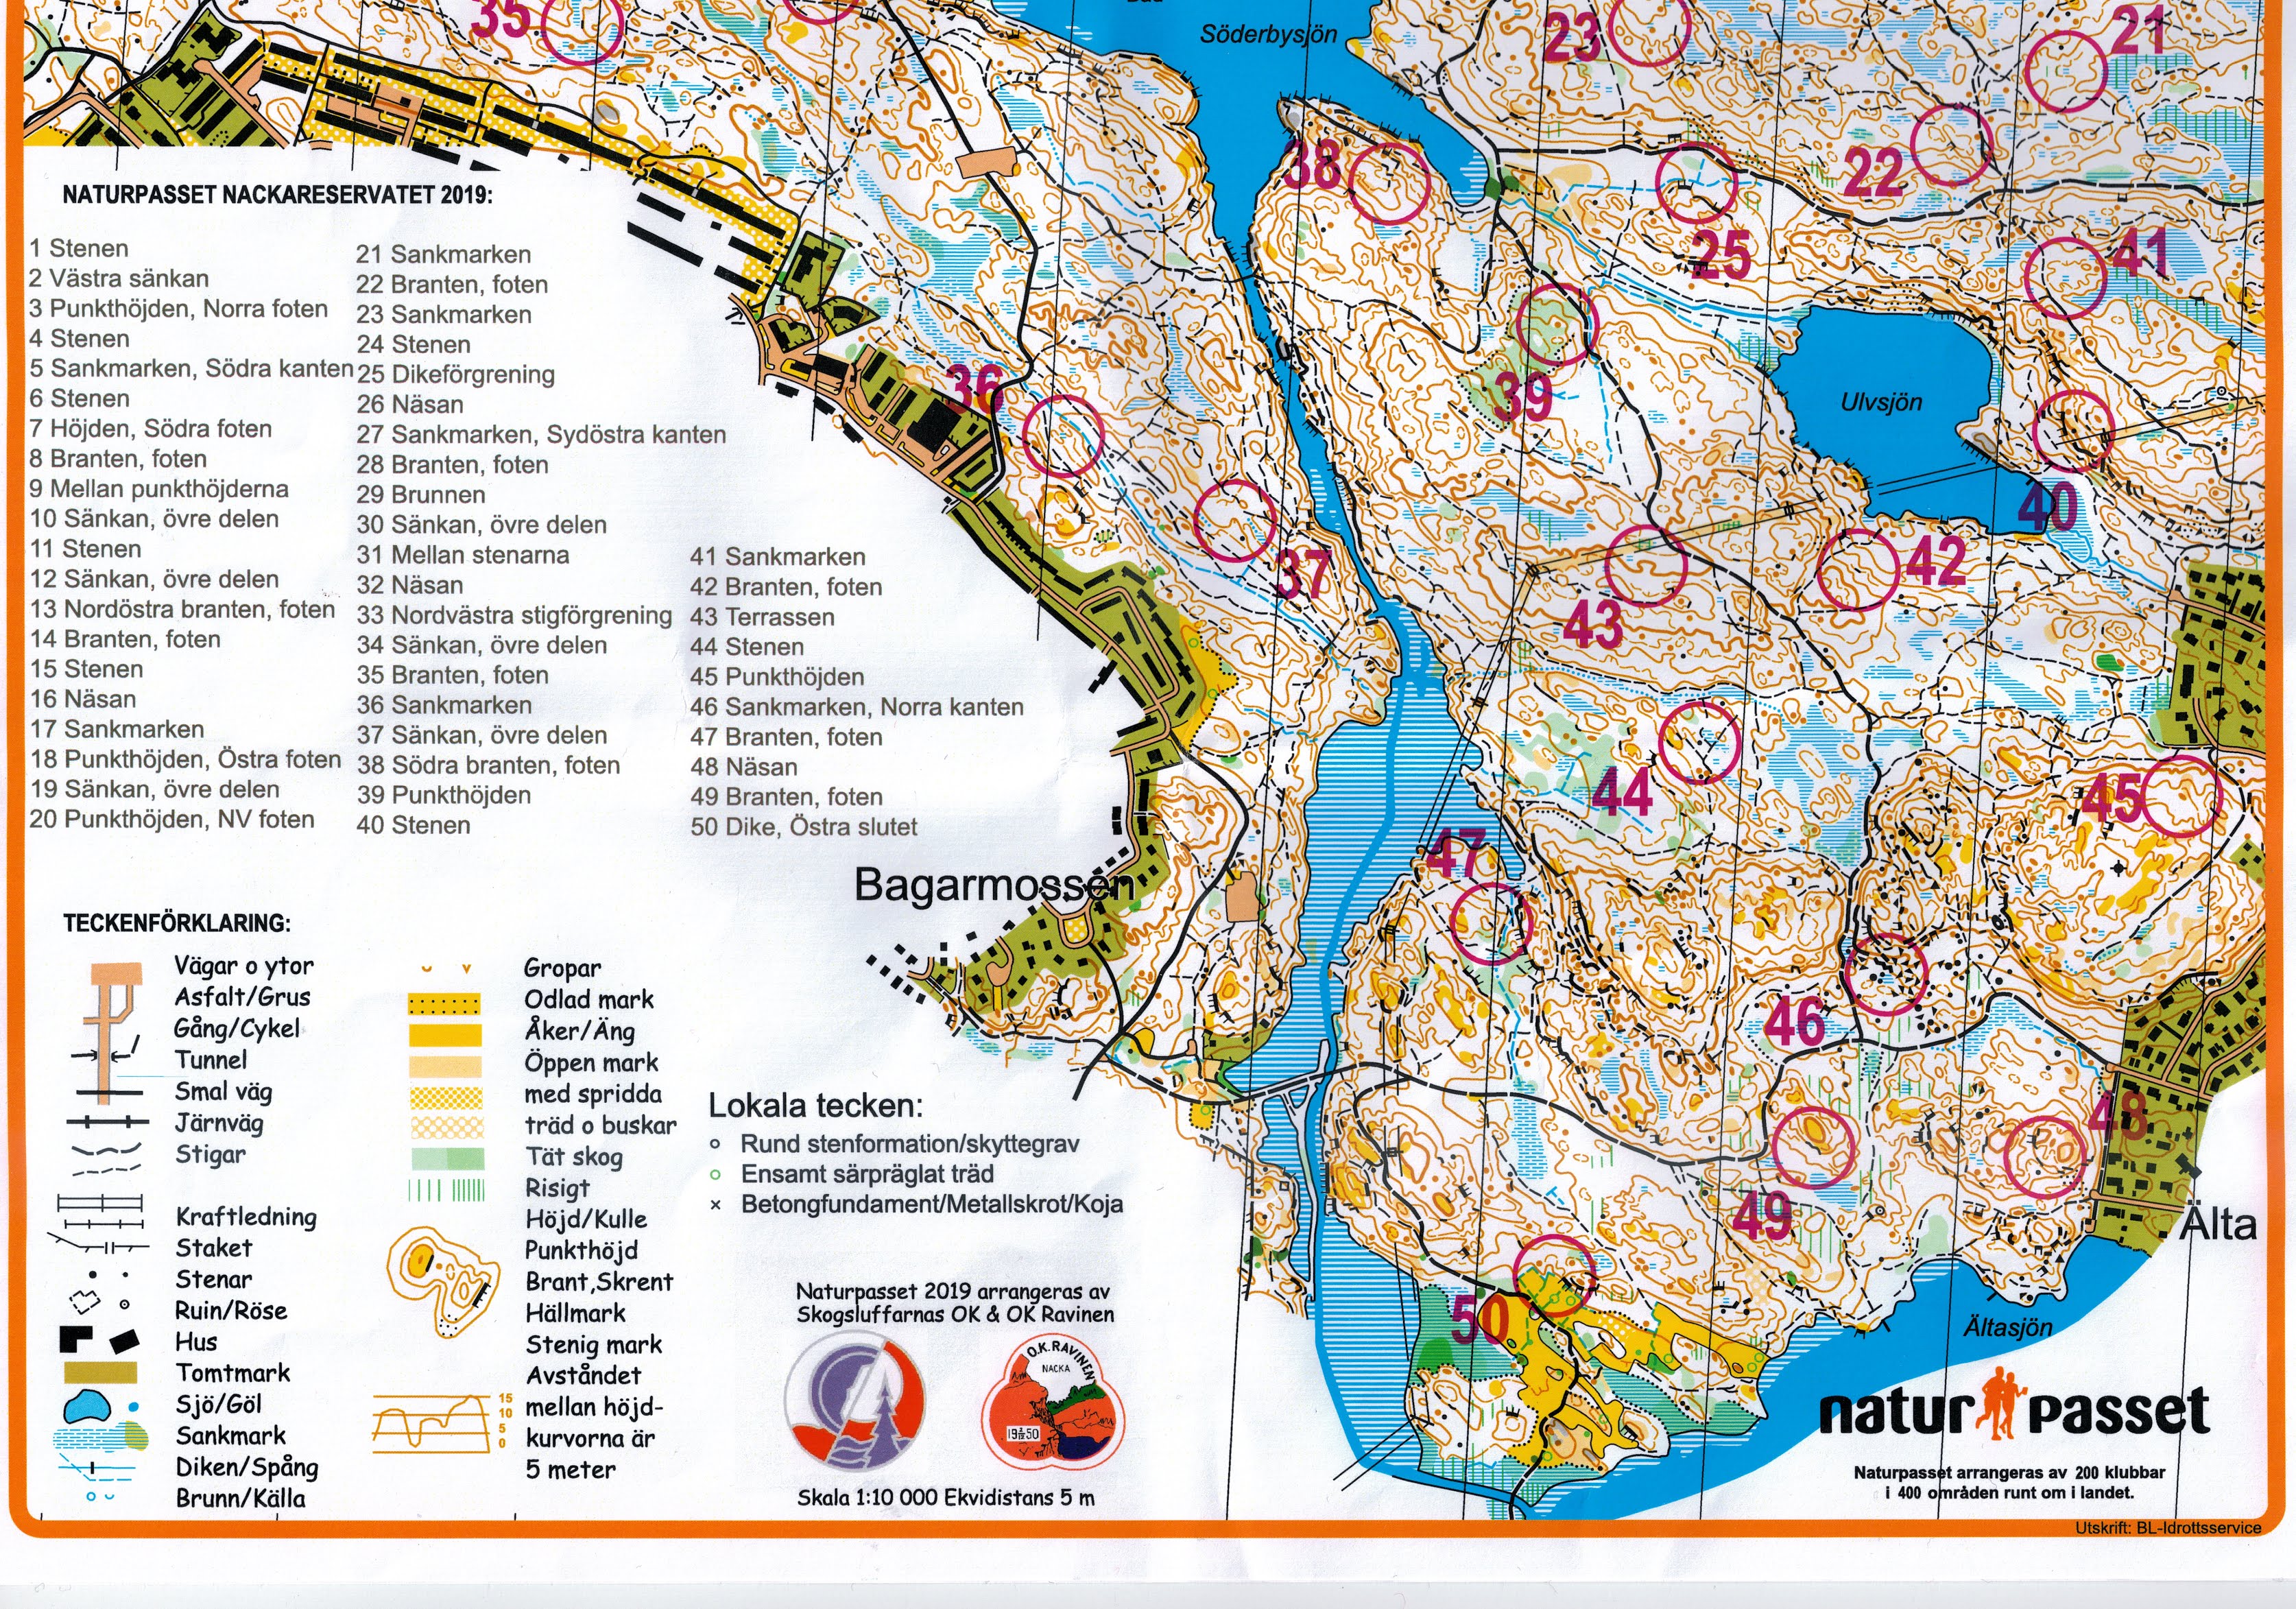 35
Söderbysjön
23
21
38
22
25
41
NATURPASSET NACKARESERVATET 2019:
1 Stenen
2 Västra sänkan
3 Punkthöjden, Norra foten
4 Stenen
5 Sankmarken, Södra kanten
6 Stenen
7 Höjden, Södra foten
8 Branten, foten
9 Mellan punkthöjderna
10 Sänkan, övre delen
11 Stenen
12 Sänkan, övre delen
13 Nordöstra branten, foten
14 Branten, foten
15 Stenen
16 Näsan
17 Sankmarken
18 Punkthöjden, Östra foten
19 Sänkan, övre delen
20 Punkthöjden, NV foten
21 Sankmarken
22 Branten, foten
23 Sankmarken
24 Stenen
25 Dikeförgrening
26 Näsan
27 Sankmarken, Sydöstra kanten
28 Branten, foten
29 Brunnen
30 Sänkan, övre delen
31 Mellan stenarna
32 Näsan
33 Nordvästra stigförgrening
34 Sänkan, övre delen
35 Branten, foten
36 Sankmarken
37 Sänkan, övre delen
38 Södra branten, foten
39 Punkthöjden
40 Stenen
41 Sankmarken
42 Branten, foten
43 Terrassen
44 Stenen
45 Punkthöjden
46 Sankmarken, Norra kanten
47 Branten, foten
48 Näsan
49 Branten, foten
50 Dike, Östra slutet
36
39
Ulvsjön
40
37
42
43
44
45
47
Bagarmossen
46
48
49
Älta
50
Ältasjön
TECKENFÖRKLARING:
Vägar o ytor
Asfalt/Grus
Gång/Cykel
Tunnel
Smal väg
Järnväg
Stigar
Kraftledning
Staket
Stenar
Ruin/Röse
Hus
Tomtmark
Sjö/Göl
Sankmark
Diken/Spång
Brunn/Källa
Gropar
Odlad mark
Åker/Äng
Öppen mark
med spridda
träd o buskar
Tät skog
Risigt
Höjd/Kulle
Punkthöjd
Brant,Skrent
Hällmark
Stenig mark
Avståndet
mellan höjd-
kurvorna är
5 meter
15
10
5
0
Lokala tecken:
Rund stenformation/skyttegrav
Ensamt särpräglat träd
Betongfundament/Metallskrot/Koja
Naturpasset 2019 arrangeras av
Skogsluffarnas OK & OK Ravinen
O.K. RAVINEN
NACKA
Skala 1:10 000 Ekvidistans 5 m
natur passet
Naturpasset arrangeras av 200 klubbar
i 400 områden runt om i landet.
Utskrift: BL-Idrottsservice